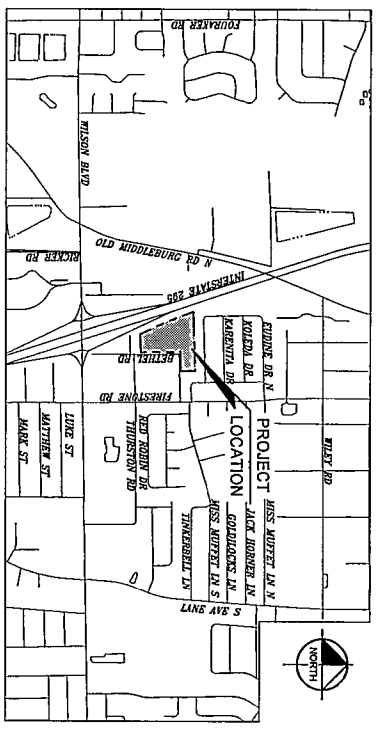 FOURAKER RD
WILSON BLVD
OLD MIDDLEBURG RD N
RICKER RD
INTERSTATE 295
BETHEL RD
FIRESTONE RD
EUDINE DR N
KOLEDA DR
KARENITA DR
PROJECT
LOCATION
WILEY RD
RED ROBIN DR
THURSTON RD
LUKE ST
MATHEW ST
MARK ST
MISS MUFFET LN N
JACK HORNER LN
GOLDILOCKS LN
MISS MUFFET LN S
TINKERBELL LN
LANE AVE S
NORTH